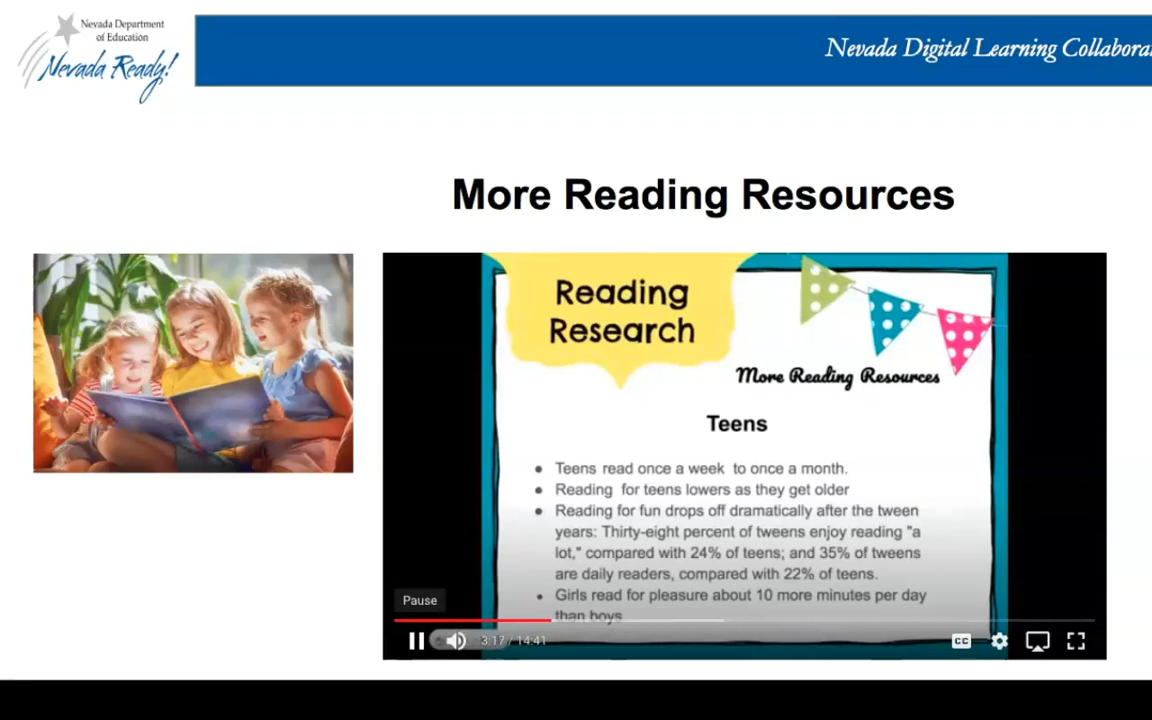 Nevada Department
of Education
Nevada Ready!
Nevada Digital Learning
More Reading Resources
Reading
Research
More Reading Resources
Teens
● Teens read once a week to once a month.
● Reading for teens lowers as they get older
● Reading for fun drops off dramatically after the tween
years: Thirty-eight percent of tweens enjoy reading "a
lot," compared with 24% of teens; and 35% of tweens
are daily readers, compared with 22% of teens.
● Girls read for pleasure about 10 more minutes per day
than boys
Pause
3:17 / 14:41
CC